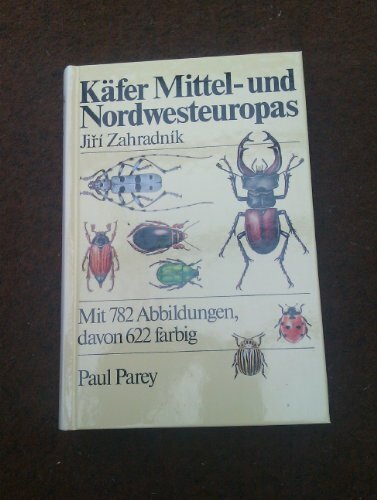 Käfer Mittel- und
Nordwesteuropas
Jiří Zahradník
Mit 782 Abbildungen,
davon 622 farbig
Paul Parey